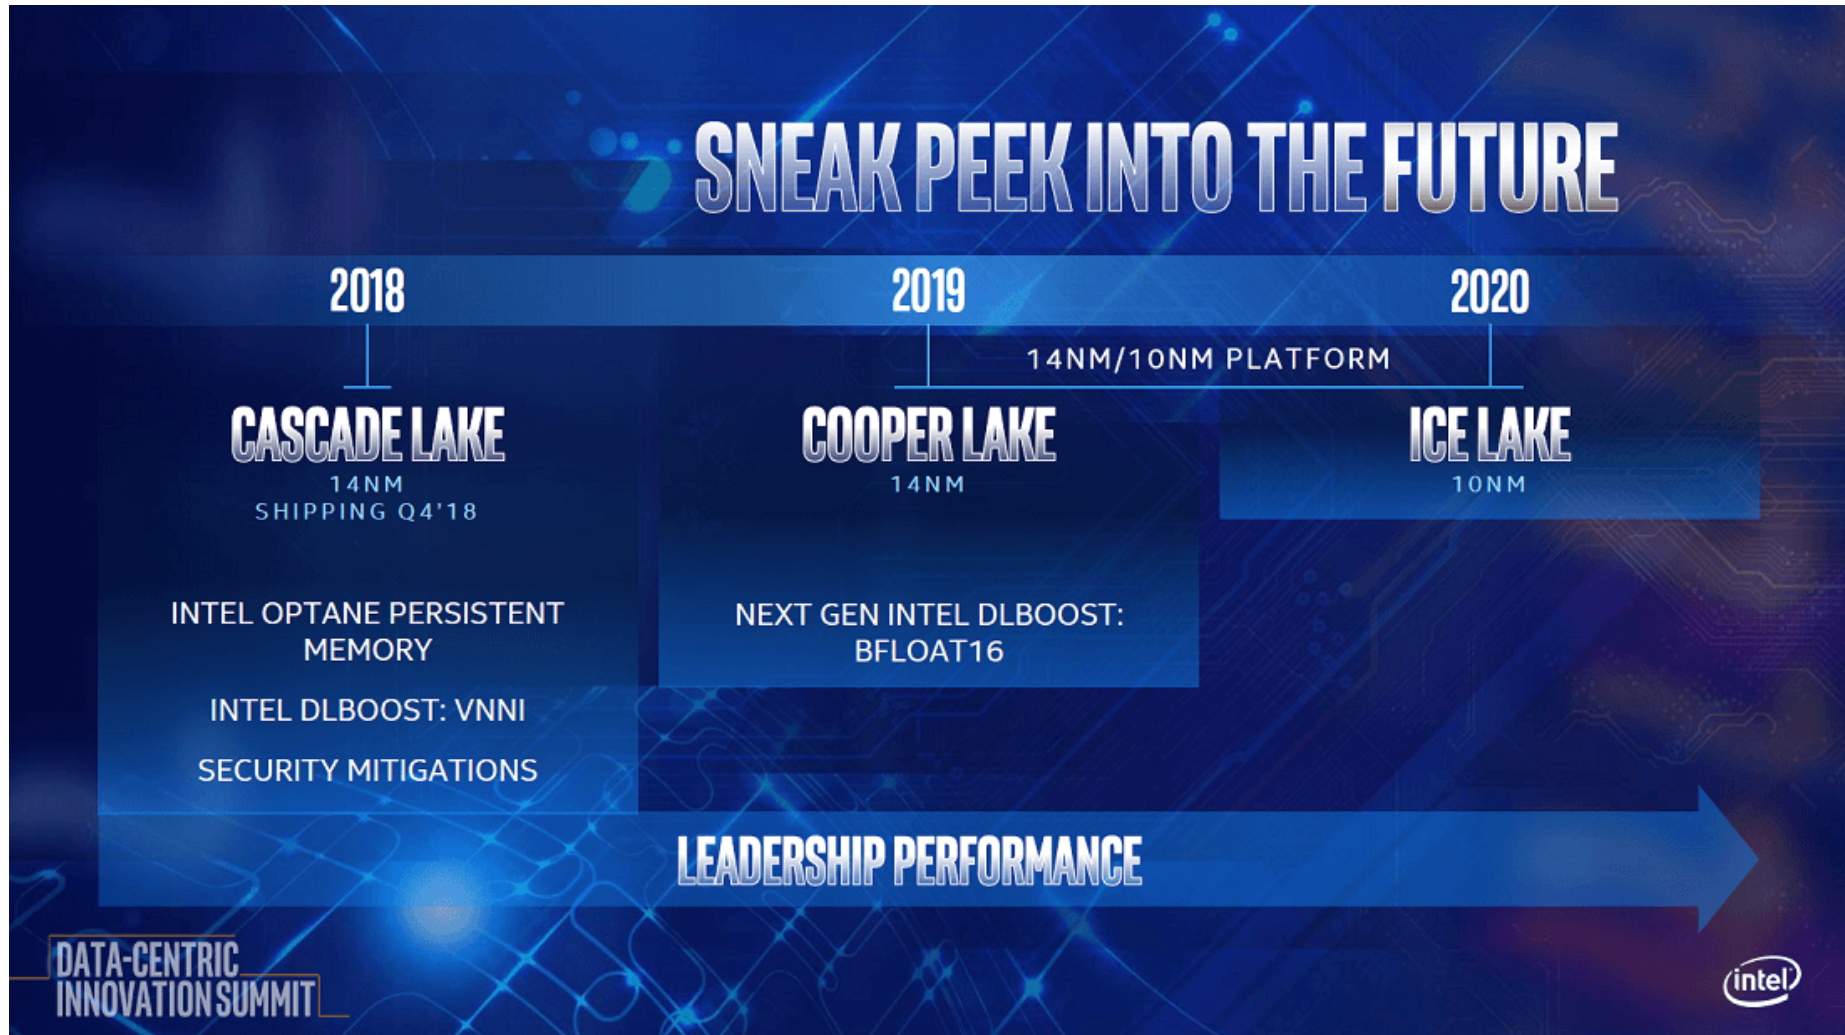 SNEAK PEEK INTO THE FUTURE
2018
2019
2020
14NM/10NM PLATFORM
CASCADE LAKE
14NM
SHIPPING Q4'18
INTEL OPTANE PERSISTENT
MEMORY
INTEL DLBOOST: VNNI
SECURITY MITIGATIONS
COOPER LAKE
14NM
NEXT GEN INTEL DLBOOST:
BFLOAT16
ICE LAKE
10NM
LEADERSHIP PERFORMANCE
DATA-CENTRIC
INNOVATION SUMMIT
intel